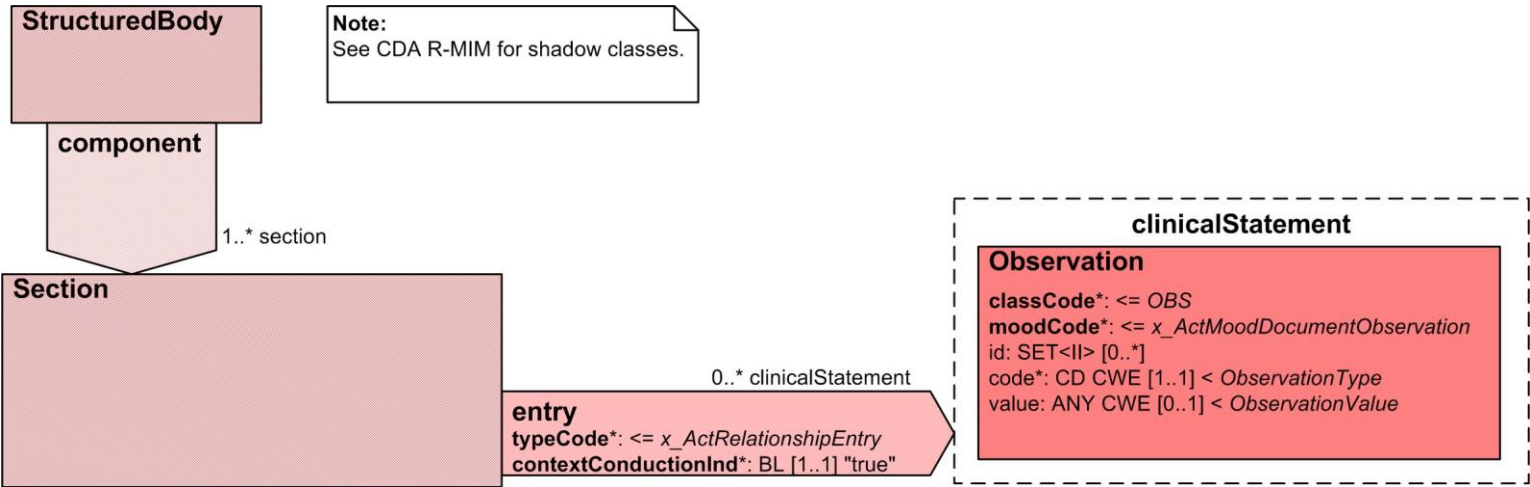 StructuredBody
Note:
See CDA R-MIM for shadow classes.
component
1..* section
Section
0..* clinicalStatement
entry
typeCode*: <= x_ActRelationshipEntry
contextConductionInd*: BL [1..1] "true"
clinicalStatement
Observation
classCode*: <= OBS
moodCode*: <= x_ActMoodDocumentObservation
id: SET<II> [0..*]
code*: CD CWE [1..1] < ObservationType
value: ANY CWE [0..1] < ObservationValue